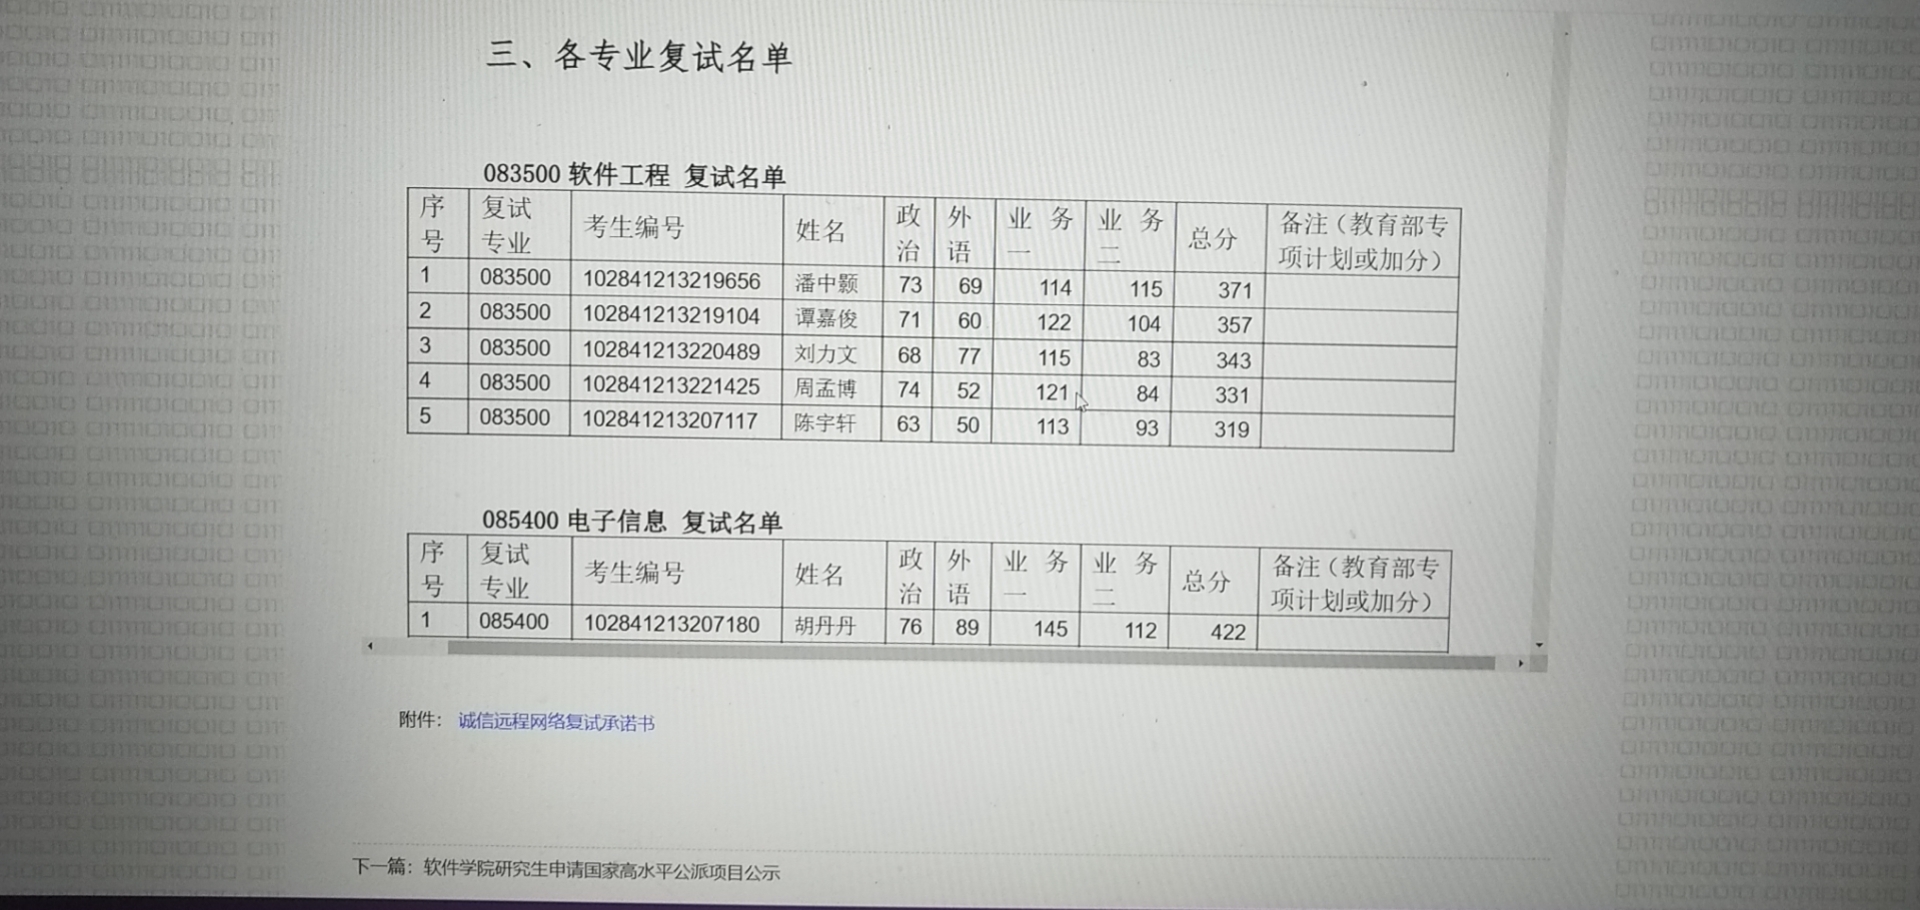 三、各专业复试名单
083500 软件工程 复试名单
序号 复试专业 考生编号 姓名 政治 外语 业务一 业务二 总分 备注（教育部专项计划或加分）
1 083500 102841213219656 潘中颢 73 69 114 115 371
2 083500 102841213219104 谭嘉俊 71 60 122 104 357
3 083500 102841213220489 刘力文 68 77 115 83 343
4 083500 102841213221425 周孟博 74 52 121 84 331
5 083500 102841213207117 陈宇轩 63 50 113 93 319
085400 电子信息 复试名单
序号 复试专业 考生编号 姓名 政治 外语 业务一 业务二 总分 备注（教育部专项计划或加分）
1 085400 102841213207180 胡丹丹 76 89 145 112 422
附件： 诚信远程网络复试承诺书
下一篇：软件学院研究生申请国家高水平公派项目公示